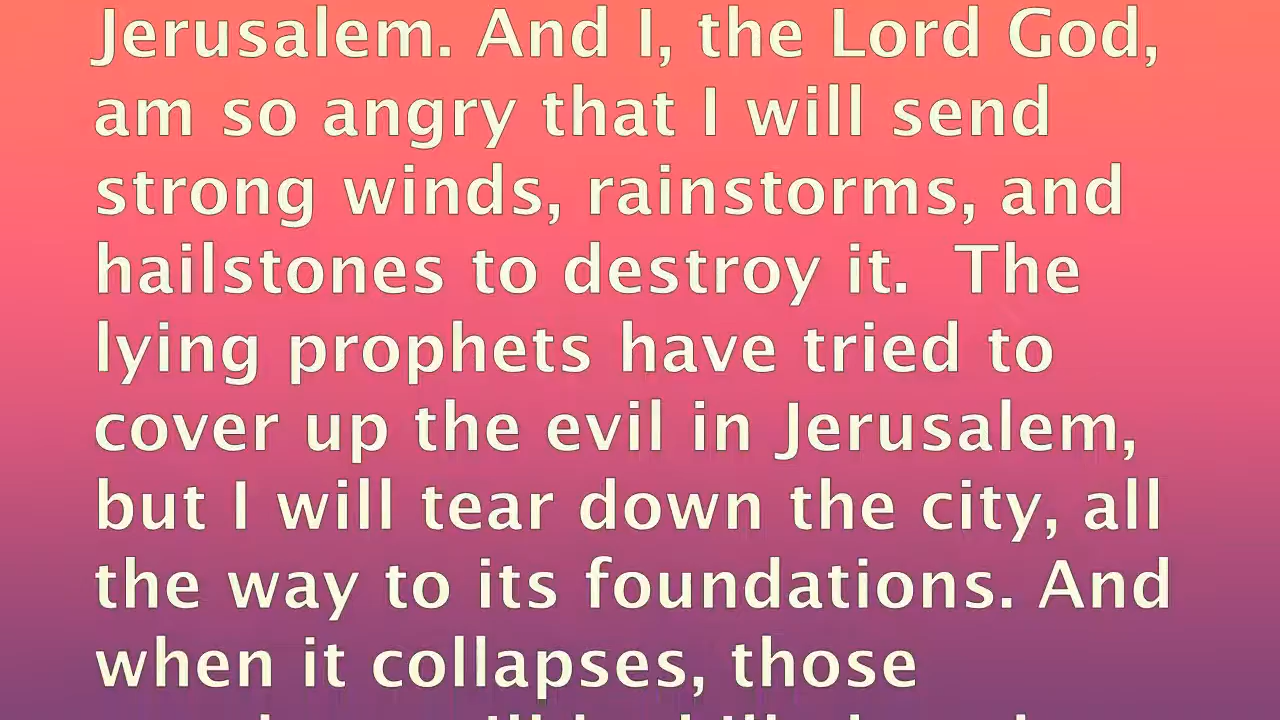 Jerusalem. And I, the Lord God,
am so angry that I will send
strong winds, rainstorms, and
hailstones to destroy it.  The
lying prophets have tried to
cover up the evil in Jerusalem,
but I will tear down the city, all
the way to its foundations. And
when it collapses, those